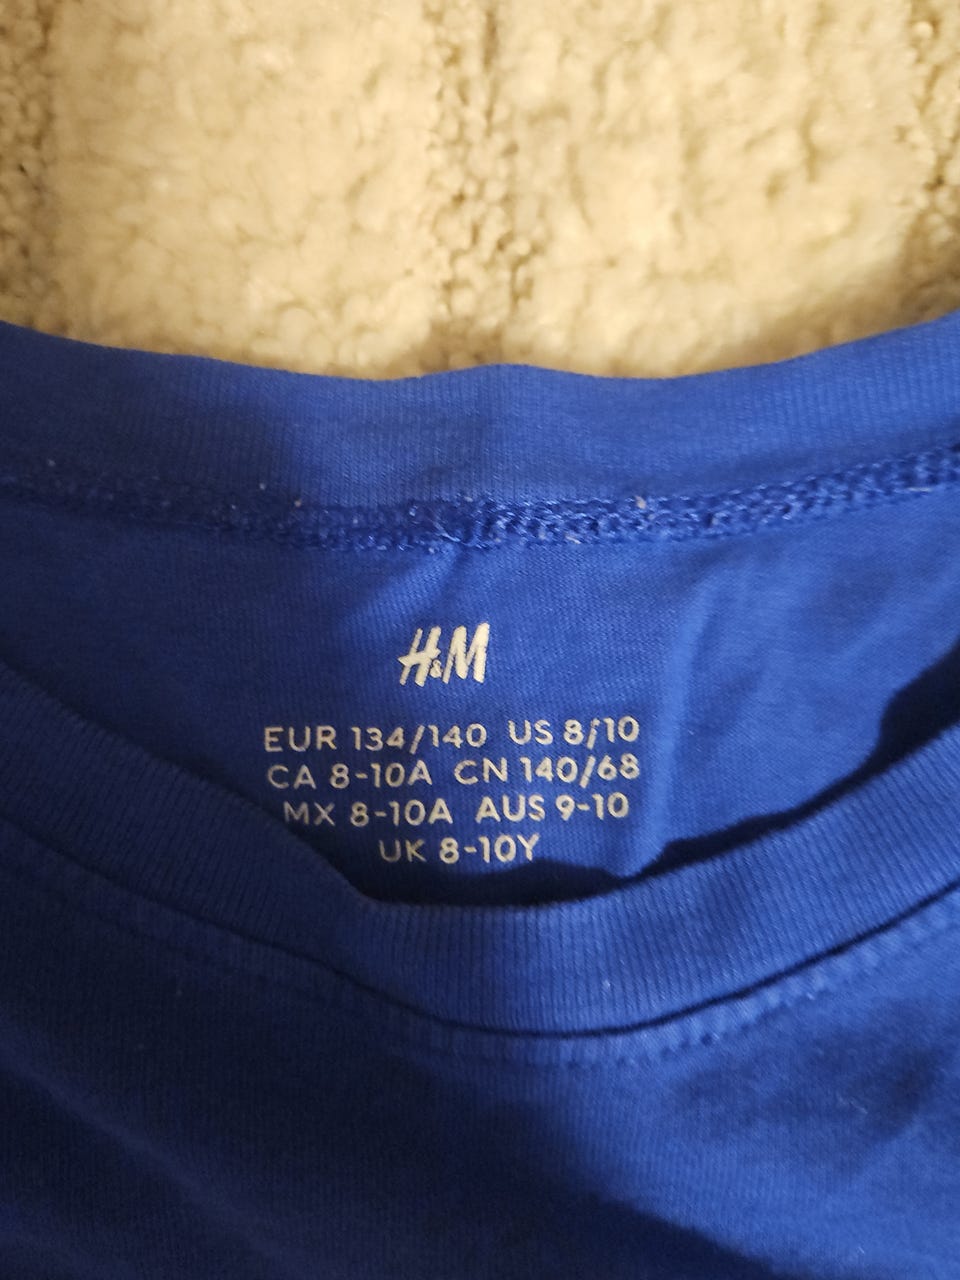 H&M
EUR 134/140 US 8/10
CA 8-10A CN 140/68
MX 8-10A AUS 9-10
UK 8-10Y